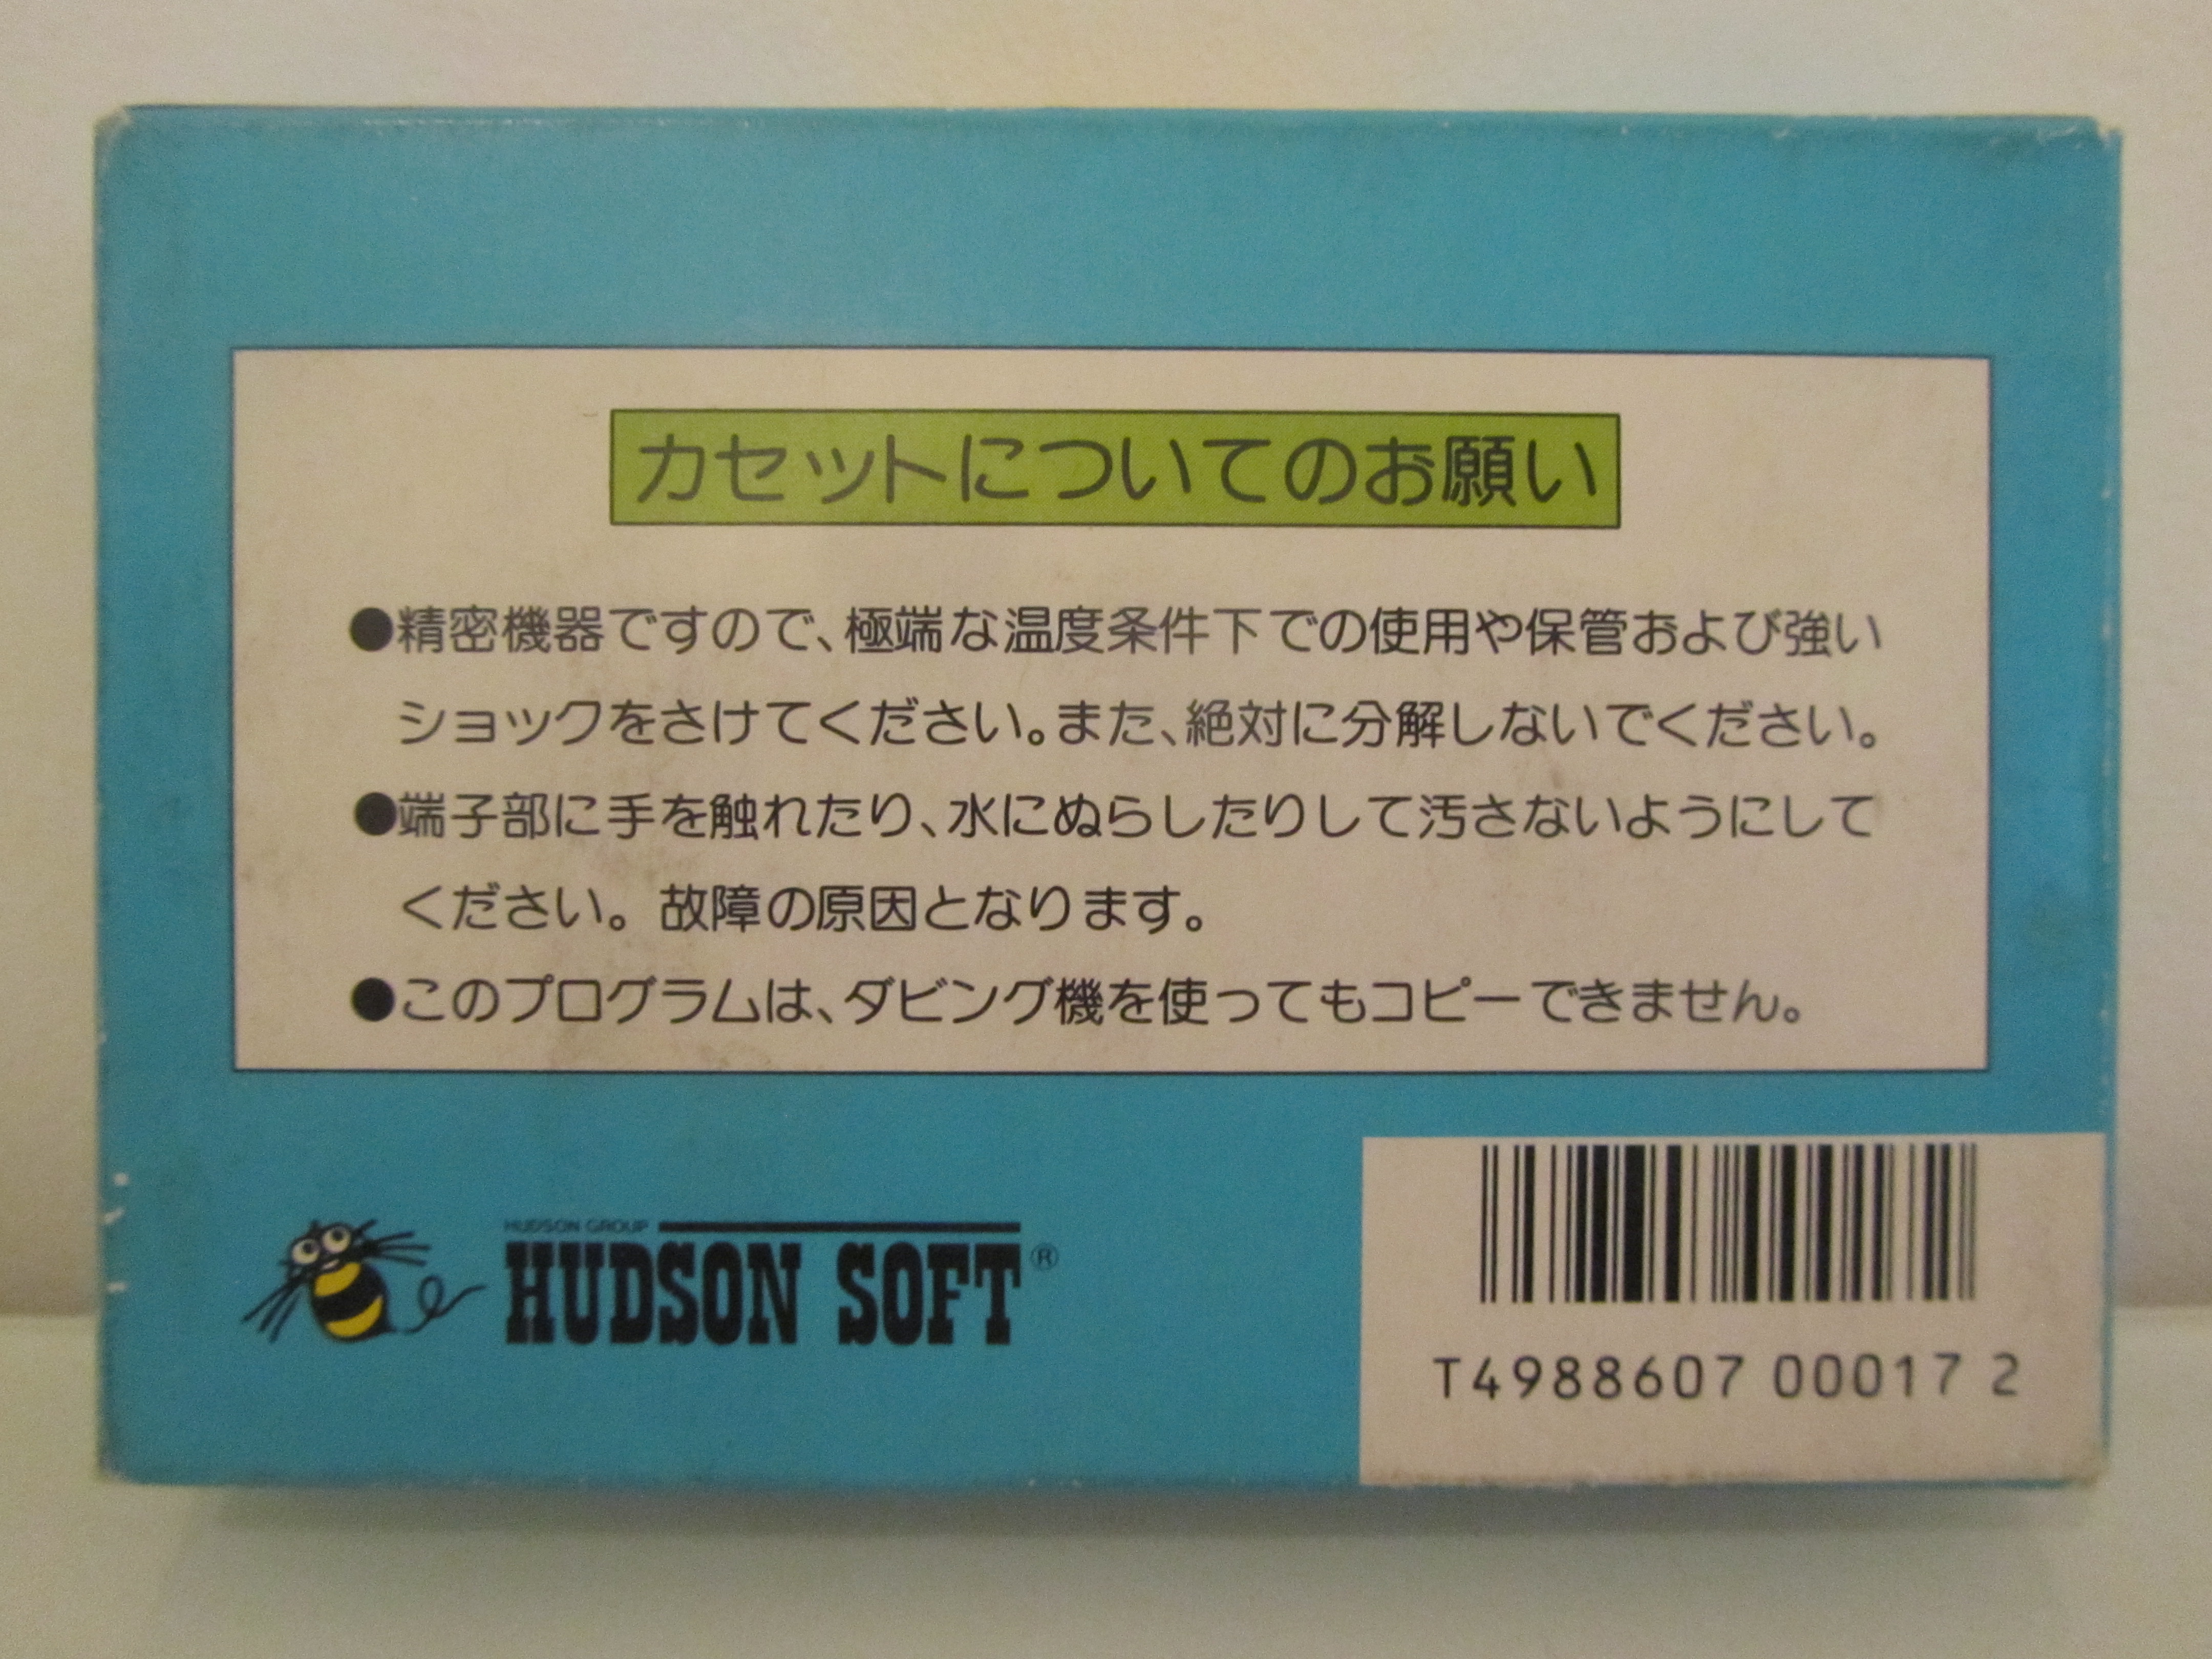 カセットについてのお願い
●精密機器ですので、極端な温度条件下での使用や保管および強い
ショックをさけてください。また、絶対に分解しないでください。
●端子部に手を触れたり、水にぬらしたりして汚さないようにして
ください。故障の原因となります。
●このプログラムは、ダビング機を使ってもコピーできません。
HUDSON GROUP
HUDSON SOFT®
T4988607 00017 2